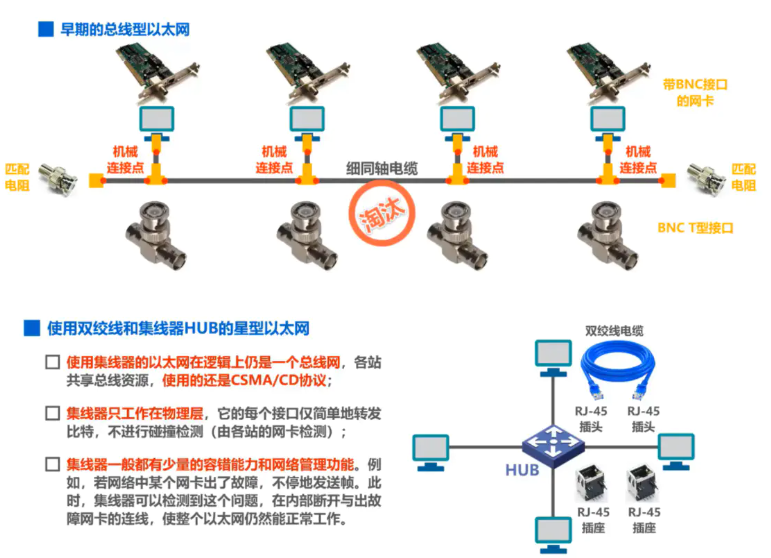 早期的总线型以太网
带BNC接口
的网卡
机械
连接点
机械
连接点
细同轴电缆
机械
连接点
机械
连接点
匹配
电阻
匹配
电阻
淘汰
BNC T型接口
使用双绞线和集线器HUB的星型以太网
使用集线器的以太网在逻辑上仍是一个总线网，各站
共享总线资源，使用的还是CSMA/CD协议；
集线器只工作在物理层，它的每个接口仅简单地转发
比特，不进行碰撞检测（由各站的网卡检测）；
集线器一般都有少量的容错能力和网络管理功能。例
如，若网络中某个网卡出了故障，不停地发送帧。此
时，集线器可以检测到这个问题，在内部断开与出故
障网卡的连线，使整个以太网仍然能正常工作。
双绞线电缆
RJ-45
插头
RJ-45
插头
HUB
RJ-45
插座
RJ-45
插座